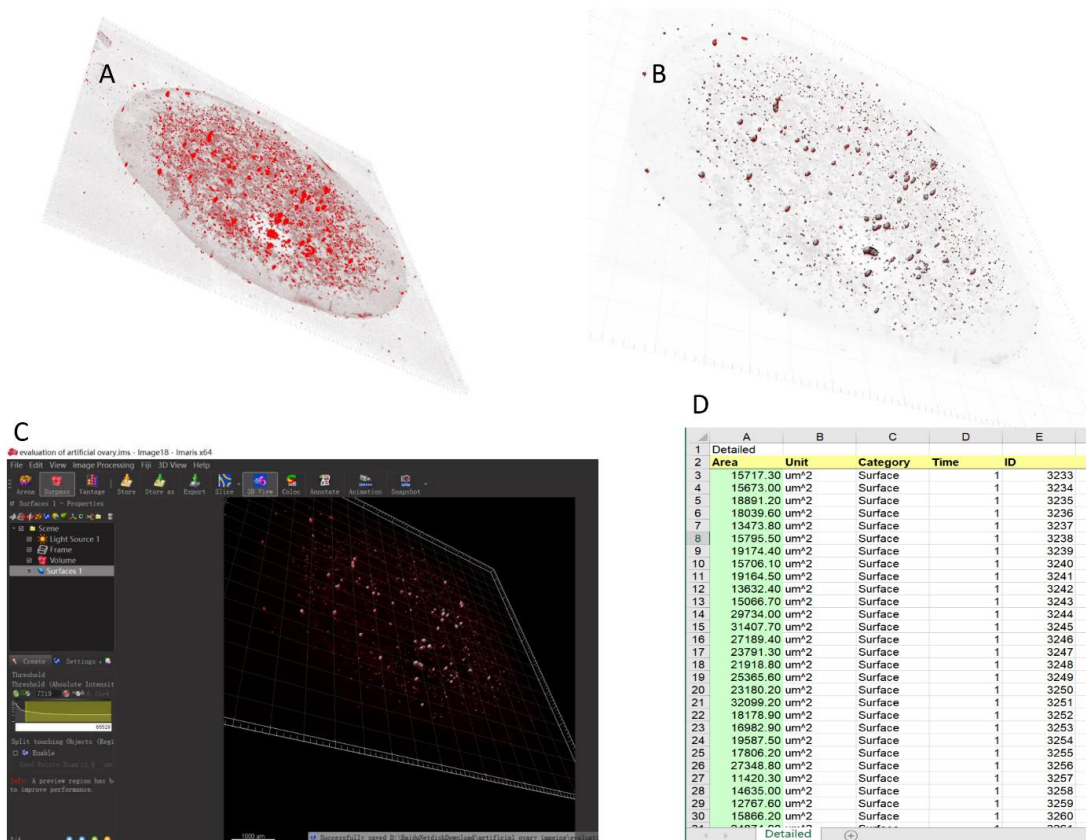 A
B
C
D
evaluation of artificial ovary.ims - Image18 - Imaris x64
File Edit View Image Processing Fiji 3D View Help
Arena Surpass Vantage Store Store as Export Slice 3D View Coloc Annotate Animation Snapshot
Surfaces 1 - Properties
Scene
Light Source 1
Frame
Volume
Surfaces 1
Create Settings
Threshold
Threshold (Absolute Intensit
7719
65520
Split touching Objects (Regi
Enable
Info: A preview region has b
to improve performance.
1000 um
Successfully saved D:\BaiduNetdiskDownload\artificial ovary imaging\evaluat
A B C D E
1 Detailed
2 Area Unit Category Time ID
3 15717.30 um^2 Surface 1 3233
4 15673.00 um^2 Surface 1 3234
5 18891.20 um^2 Surface 1 3235
6 18039.60 um^2 Surface 1 3236
7 13473.80 um^2 Surface 1 3237
8 15795.50 um^2 Surface 1 3238
9 19174.40 um^2 Surface 1 3239
10 15706.10 um^2 Surface 1 3240
11 19164.50 um^2 Surface 1 3241
12 13632.40 um^2 Surface 1 3242
13 15066.70 um^2 Surface 1 3243
14 29734.00 um^2 Surface 1 3244
15 31407.70 um^2 Surface 1 3245
16 27189.40 um^2 Surface 1 3246
17 23791.30 um^2 Surface 1 3247
18 21918.80 um^2 Surface 1 3248
19 25365.60 um^2 Surface 1 3249
20 23180.20 um^2 Surface 1 3250
21 32099.20 um^2 Surface 1 3251
22 18178.90 um^2 Surface 1 3252
23 16982.90 um^2 Surface 1 3253
24 19587.50 um^2 Surface 1 3254
25 17806.20 um^2 Surface 1 3255
26 27348.80 um^2 Surface 1 3256
27 11420.30 um^2 Surface 1 3257
28 14635.00 um^2 Surface 1 3258
29 12767.60 um^2 Surface 1 3259
30 15866.20 um^2 Surface 1 3260
Detailed